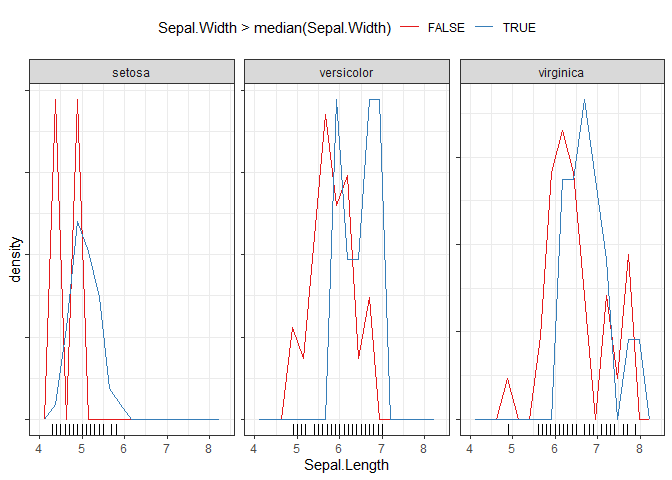 Sepal.Width > median(Sepal.Width) FALSE TRUE
setosa versicolor virginica
density
4 5 6 7 8 4 5 6 7 8 4 5 6 7 8
Sepal.Length